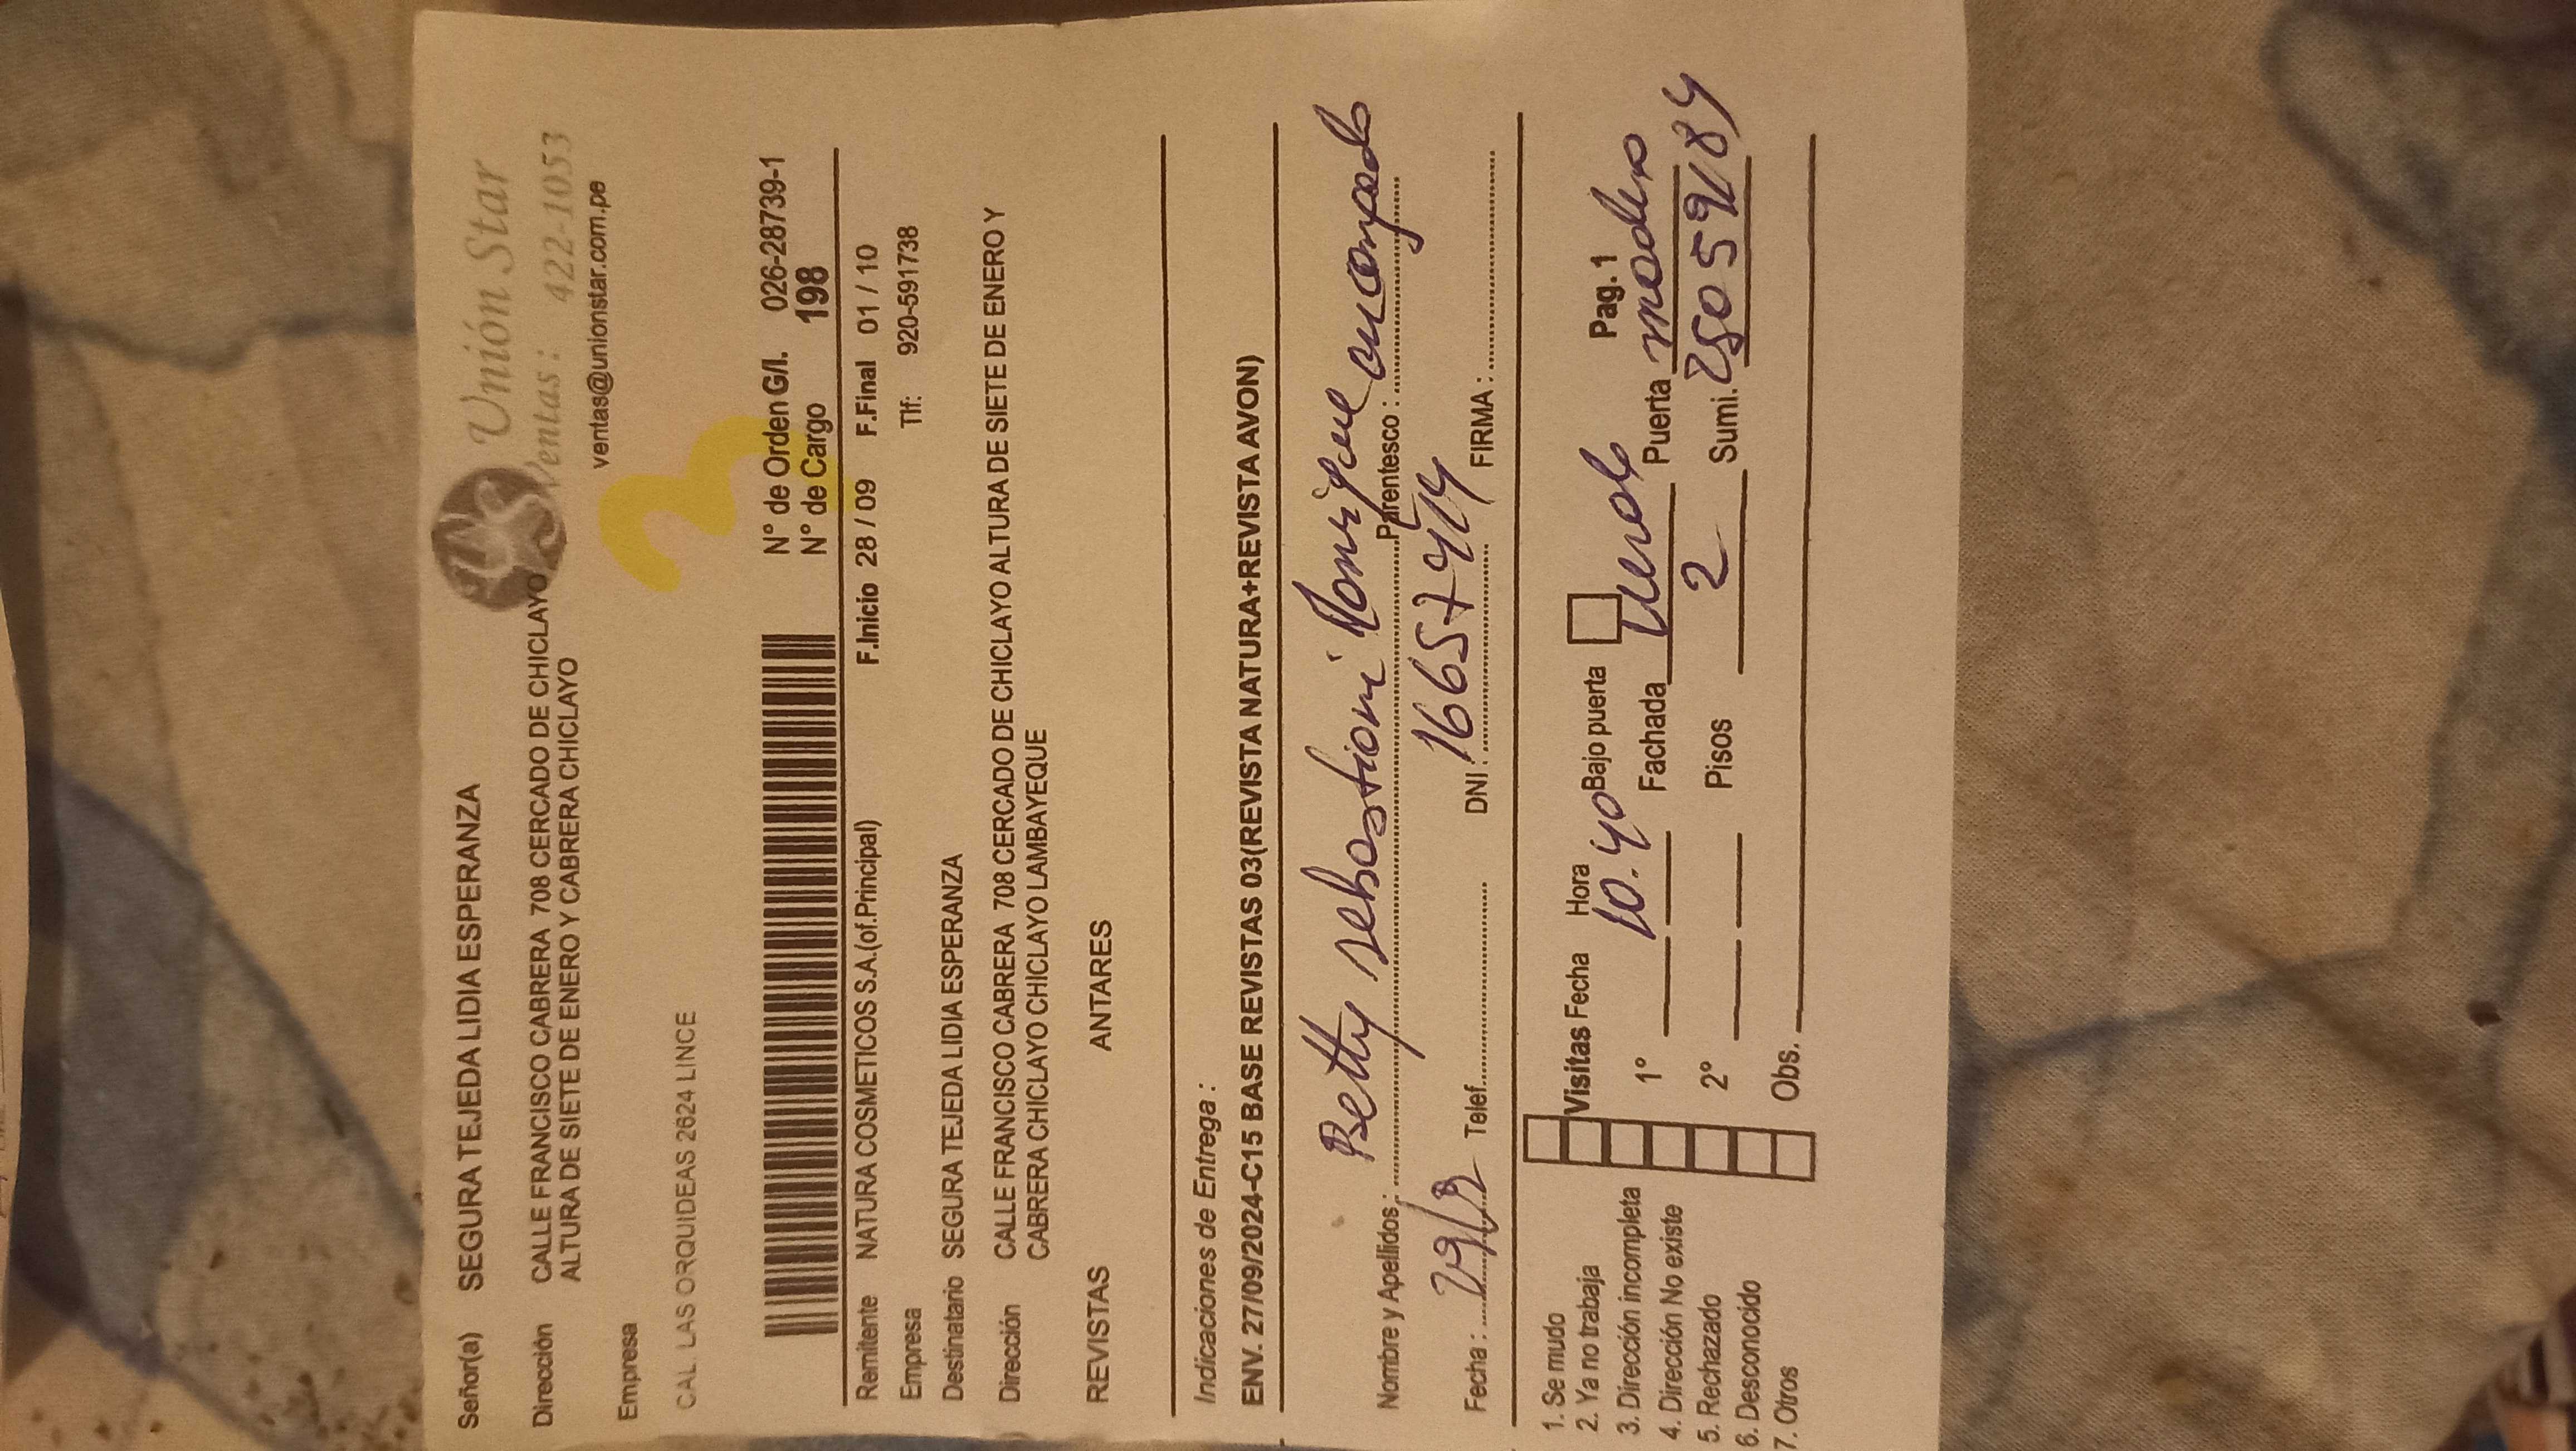 Unión Star
Ventas : 422-1053
ventas@unionstar.com.pe
Señor(a) SEGURA TEJEDA LIDIA ESPERANZA
Dirección CALLE FRANCISCO CABRERA 708 CERCADO DE CHICLAYO
ALTURA DE SIETE DE ENERO Y CABRERA CHICLAYO
Empresa
3
CAL. LAS ORQUIDEAS 2624 LINCE
N° de Orden G/I. 026-28739-1
N° de Cargo 198
Remitente NATURA COSMETICOS S.A.(of.Principal) F.Inicio 28 / 09 F.Final 01 / 10
Empresa Tlf: 920-591738
Destinatario SEGURA TEJEDA LIDIA ESPERANZA
Dirección CALLE FRANCISCO CABRERA 708 CERCADO DE CHICLAYO ALTURA DE SIETE DE ENERO Y
CABRERA CHICLAYO CHICLAYO LAMBAYEQUE
REVISTAS ANTARES
Indicaciones de Entrega :
ENV. 27/09/2024-C15 BASE REVISTAS 03(REVISTA NATURA+REVISTA AVON)
Nombre y Apellidos : Betty sebastiani Manrique Parentesco :
Fecha : Telef. DNI : 16657414 FIRMA :
1. Se mudo
2. Ya no trabaja
3. Dirección incompleta
4. Dirección No existe
5. Rechazado
6. Desconocido
7. Otros
Visitas Fecha Hora Bajo puerta Pag. 1
1° 10.40 Fachada Verde Puerta madera
2° Pisos 2 Sumi.
Obs.